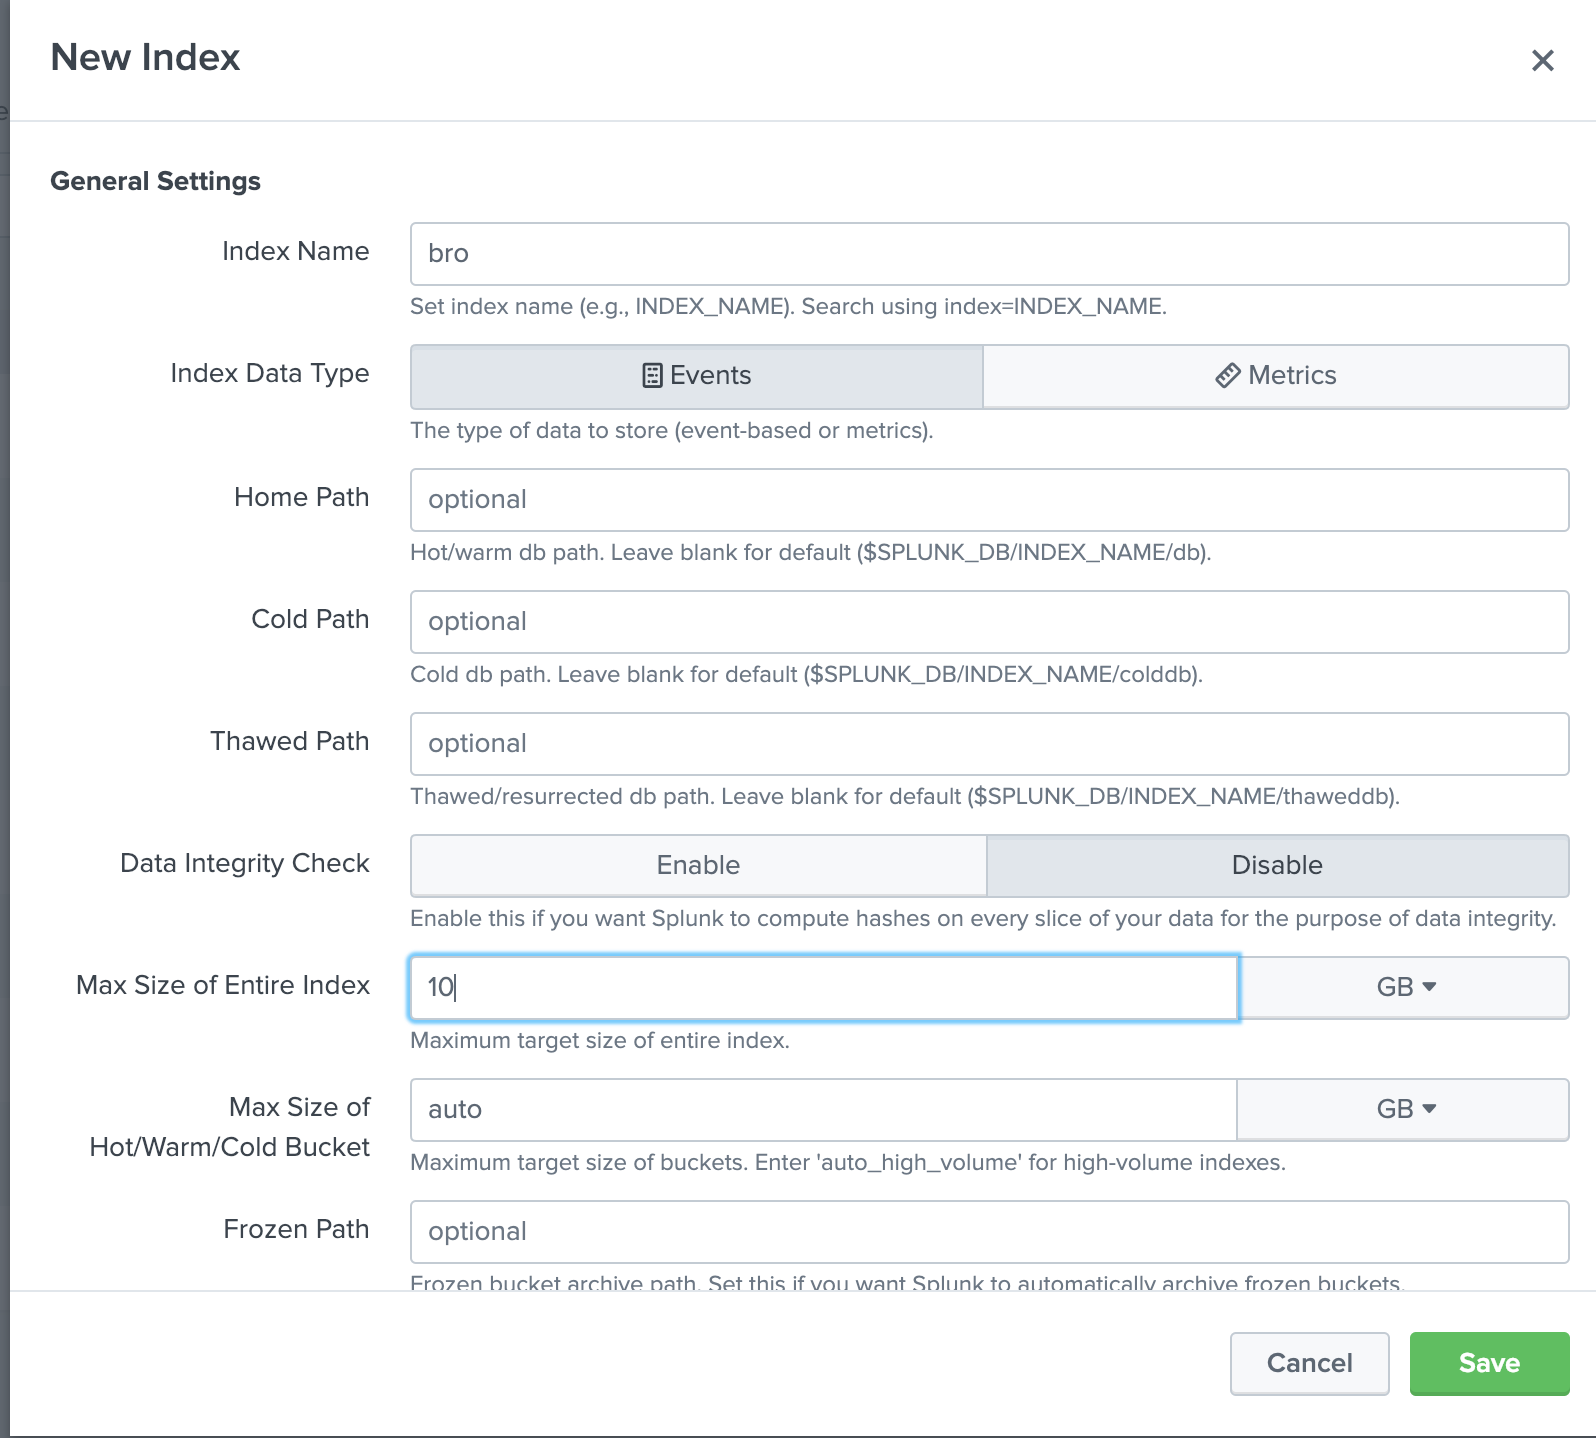 New Index
General Settings
Index Name
bro
Set index name (e.g., INDEX_NAME). Search using index=INDEX_NAME.
Index Data Type
Events
Metrics
The type of data to store (event-based or metrics).
Home Path
optional
Hot/warm db path. Leave blank for default ($SPLUNK_DB/INDEX_NAME/db).
Cold Path
optional
Cold db path. Leave blank for default ($SPLUNK_DB/INDEX_NAME/colddb).
Thawed Path
optional
Thawed/resurrected db path. Leave blank for default ($SPLUNK_DB/INDEX_NAME/thaweddb).
Data Integrity Check
Enable
Disable
Enable this if you want Splunk to compute hashes on every slice of your data for the purpose of data integrity.
Max Size of Entire Index
10
GB
Maximum target size of entire index.
Max Size of
Hot/Warm/Cold Bucket
auto
GB
Maximum target size of buckets. Enter 'auto_high_volume' for high-volume indexes.
Frozen Path
optional
Frozen bucket archive path. Set this if you want Splunk to automatically archive frozen buckets.
Cancel
Save